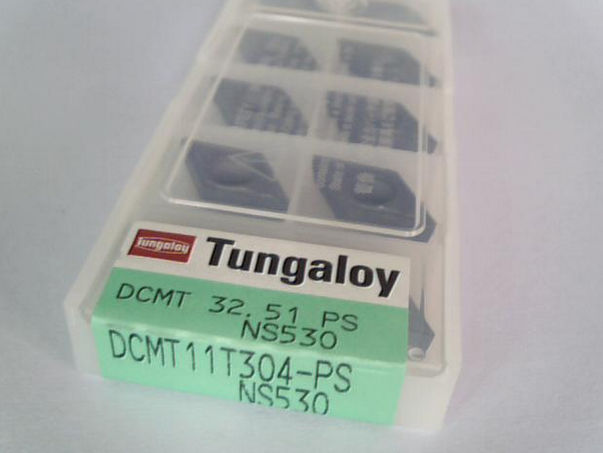 Tungaloy Tungaloy
DCMT 32.51 PS
NS530
DCMT11T304-PS
NS530